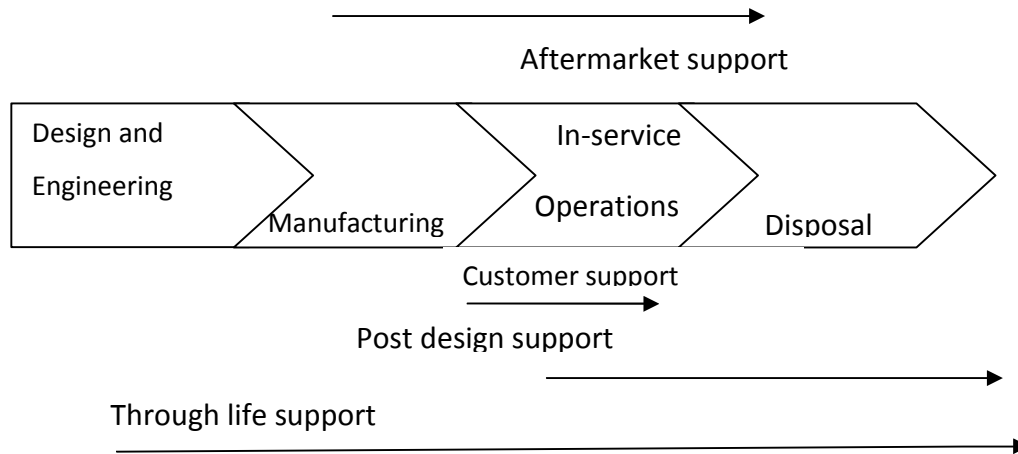 Aftermarket support
Design and
Engineering
Manufacturing
In-service
Operations
Disposal
Customer support
Post design support
Through life support